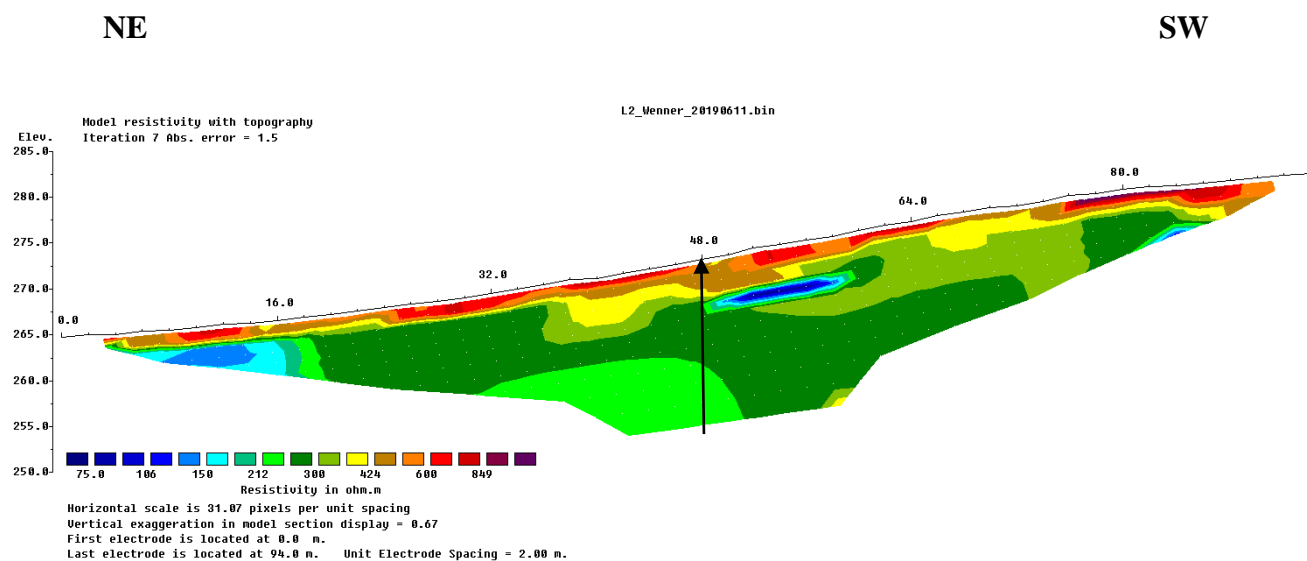 NE SW
L2_Wenner_20190611.bin
Model resistivity with topography
Iteration 7 Abs. error = 1.5
Elev.
285.0
280.0
275.0
270.0
265.0
260.0
255.0
250.0
0.0 16.0 32.0 48.0 64.0 80.0
75.0 106 150 212 300 424 600 849
Resistivity in ohm.m
Horizontal scale is 31.07 pixels per unit spacing
Vertical exaggeration in model section display = 0.67
First electrode is located at 0.0 m.
Last electrode is located at 94.0 m. Unit Electrode Spacing = 2.00 m.